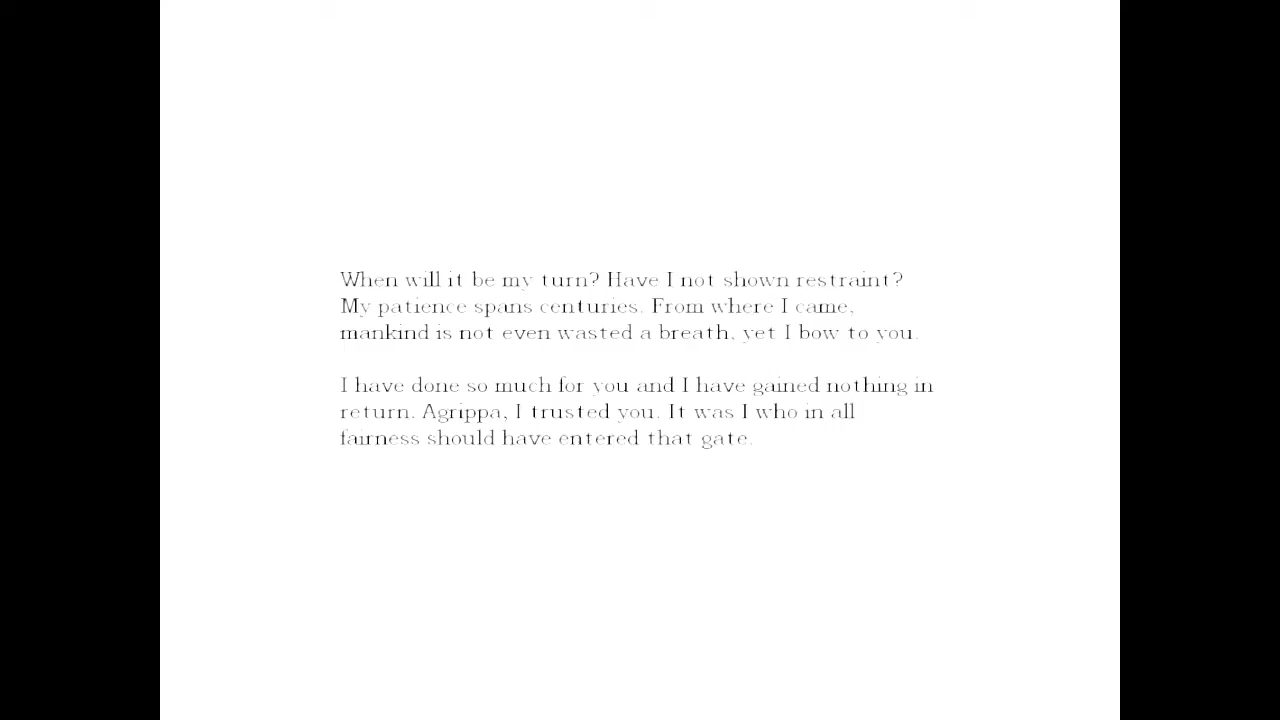 When will it be my turn? Have I not shown restraint?
My patience spans centuries. From where I came,
mankind is not even wasted a breath, yet I bow to you.
I have done so much for you and I have gained nothing in
return. Agrippa, I trusted you. It was I who in all
fairness should have entered that gate.